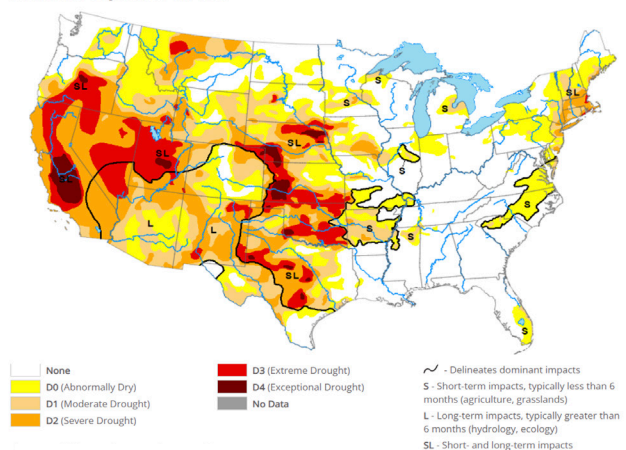 S
S
S
SL
SL
SL
SL
S
SL
S
L
L
S
S
S
SL
S
None
D0 (Abnormally Dry)
D1 (Moderate Drought)
D2 (Severe Drought)
D3 (Extreme Drought)
D4 (Exceptional Drought)
No Data
- Delineates dominant impacts
S - Short-term impacts, typically less than 6
months (agriculture, grasslands)
L - Long-term impacts, typically greater than
6 months (hydrology, ecology)
SL - Short- and long-term impacts